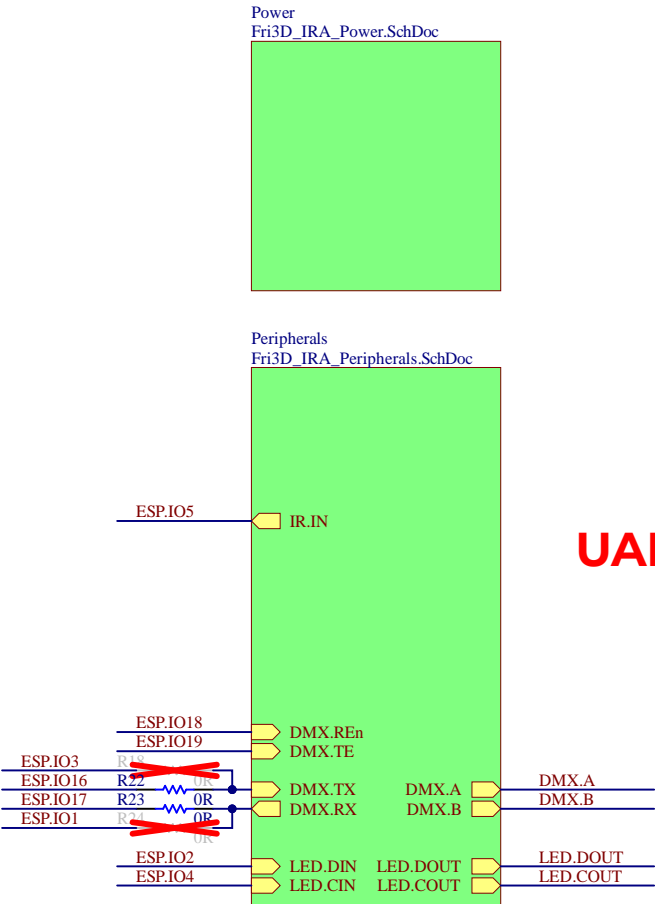 Power
Fri3D_IRA_Power.SchDoc
Peripherals
Fri3D_IRA_Peripherals.SchDoc
ESP.IO5
IR.IN
ESP.IO18
DMX.REn
ESP.IO19
DMX.TE
ESP.IO3
R18
0R
ESP.IO16
R22
DMX.TX
DMX.A
DMX.A
ESP.IO17
R23
0R
DMX.RX
DMX.B
DMX.B
ESP.IO1
R24
0R
0R
ESP.IO2
LED.DIN
LED.DOUT
LED.DOUT
ESP.IO4
LED.CIN
LED.COUT
LED.COUT